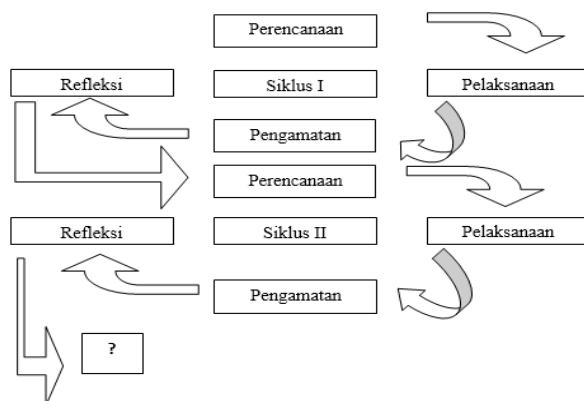 Perencanaan
Refleksi
Siklus I
Pelaksanaan
Pengamatan
Perencanaan
Refleksi
Siklus II
Pelaksanaan
Pengamatan
?